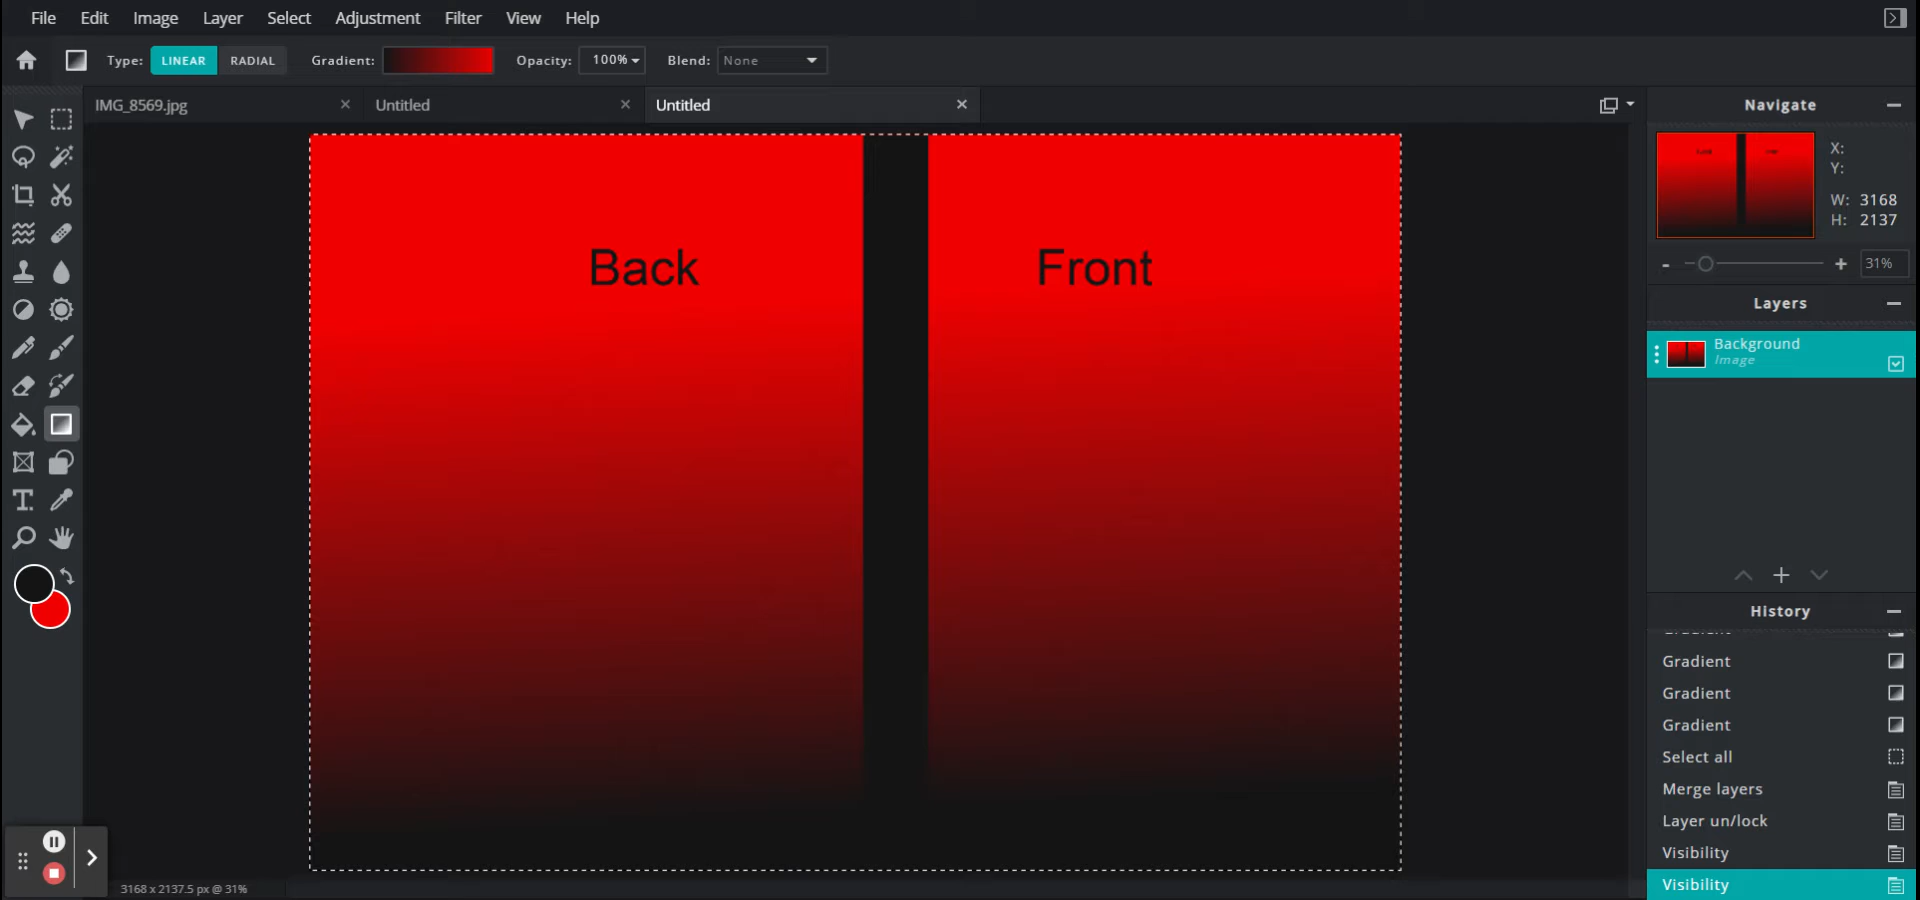 File Edit Image Layer Select Adjustment Filter View Help
Type: LINEAR RADIAL Gradient: Opacity: 100% Blend: None
IMG_8569.jpg Untitled Untitled
Navigate
X:
Y:
W: 3168
H: 2137
- + 31%
Back Front
Layers
Background
Image
History
Gradient
Gradient
Gradient
Gradient
Select all
Merge layers
Layer un/lock
Visibility
Visibility
3168 x 2137.5 px @ 31%